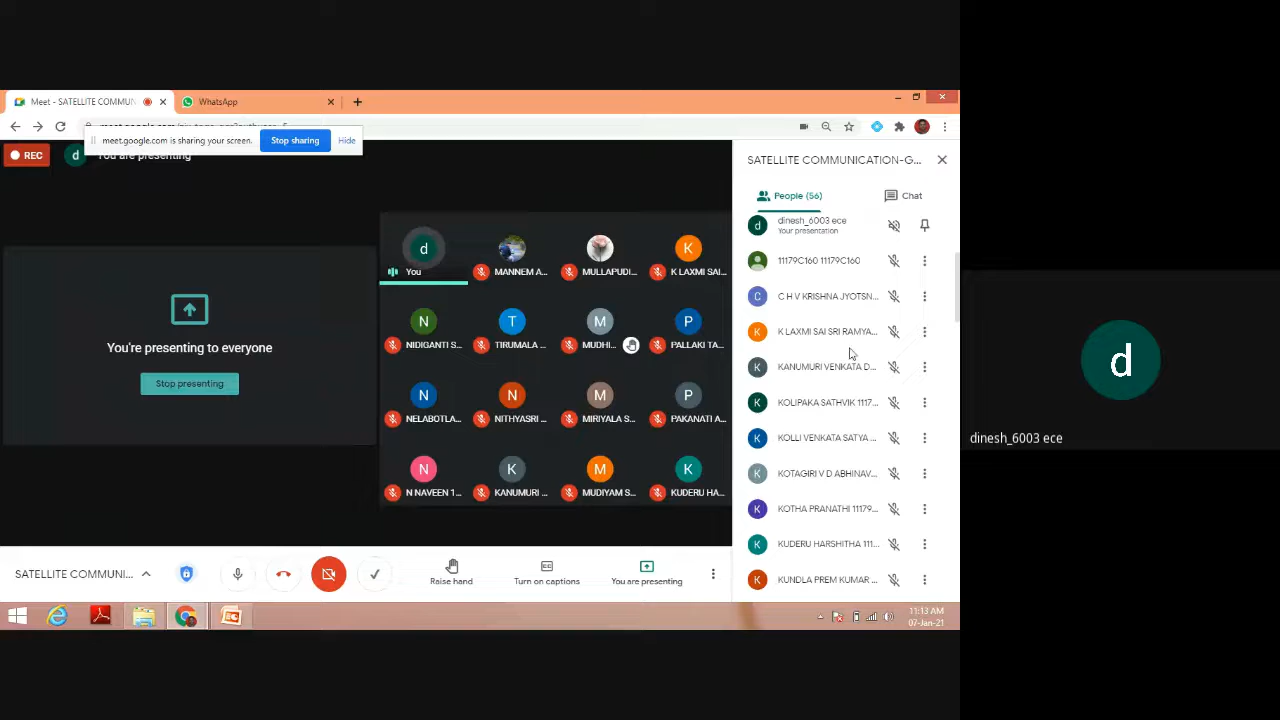 Meet - SATELLITE COMMUN
WhatsApp
meet.google.com is sharing your screen.
Stop sharing
Hide
REC
d
You are presenting
SATELLITE COMMUNICATION-G...
People (56)
Chat
You're presenting to everyone
Stop presenting
d
You
MANNEM A...
MULLAPUDI...
K
K LAXMI SAI...
N
NIDIGANTI S...
T
TIRUMALA ...
M
MUDHI...
P
PALLAKI TA...
N
NELABOTLA...
N
NITHYASRI ...
M
MIRIYALA S...
P
PAKANATI A...
N
N NAVEEN 1...
K
KANUMURI ...
M
MUDIYAM S...
K
KUDERU HA...
d
dinesh_6003 ece
Your presentation
11179C160 11179C160
C
C H V KRISHNA JYOTSN...
K
K LAXMI SAI SRI RAMYA...
K
KANUMURI VENKATA D...
K
KOLIPAKA SATHVIK 1117...
K
KOLLI VENKATA SATYA ...
K
KOTAGIRI V D ABHINAV...
K
KOTHA PRANATHI 11179...
K
KUDERU HARSHITHA 111...
K
KUNDLA PREM KUMAR ...
SATELLITE COMMUNI...
Raise hand
CC
Turn on captions
You are presenting
11:13 AM
07-Jan-21
d
dinesh_6003 ece